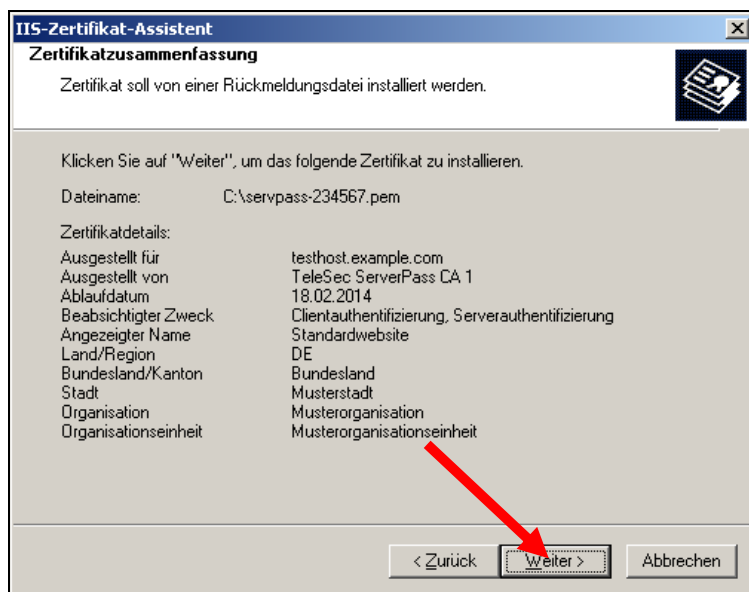 IIS-Zertifikat-Assistent
Zertifikatzusammenfassung
Zertifikat soll von einer Rückmeldungsdatei installiert werden.
Klicken Sie auf "Weiter", um das folgende Zertifikat zu installieren.
Dateiname: C:\servpass-234567.pem
Zertifikatdetails:
Ausgestellt für testhost.example.com
Ausgestellt von TeleSec ServerPass CA 1
Ablaufdatum 18.02.2014
Beabsichtigter Zweck Clientauthentifizierung, Serverauthentifizierung
Angezeigter Name Standardwebsite
Land/Region DE
Bundesland/Kanton Bundesland
Stadt Musterstadt
Organisation Musterorganisation
Organisationseinheit Musterorganisationseinheit
< Zurück Weiter > Abbrechen